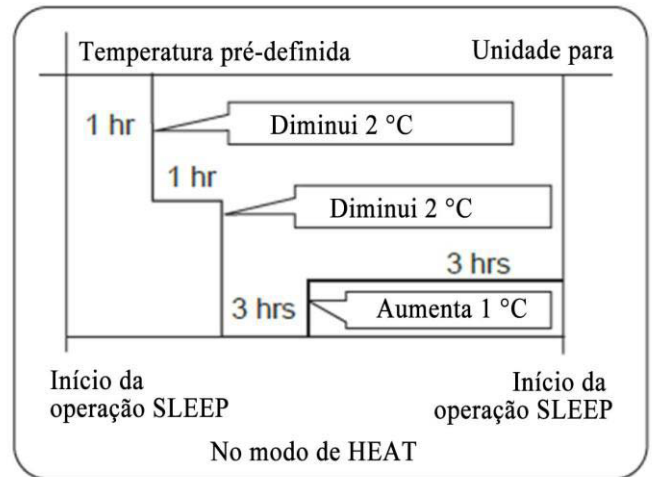 Temperatura pré-definida
Unidade para
1 hr
Diminui 2 °C
1 hr
Diminui 2 °C
3 hrs
3 hrs
Aumenta 1 °C
Início da
operação SLEEP
Início da
operação SLEEP
No modo de HEAT